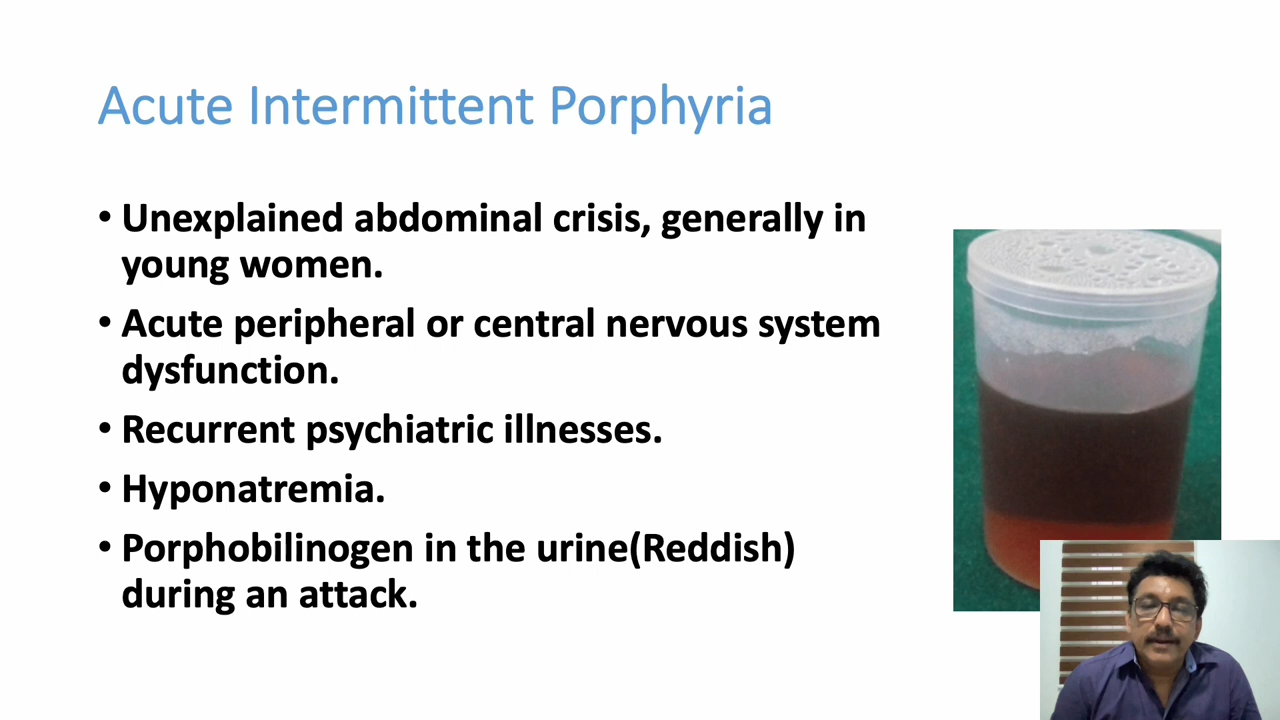 Acute Intermittent Porphyria
• Unexplained abdominal crisis, generally in
young women.
• Acute peripheral or central nervous system
dysfunction.
• Recurrent psychiatric illnesses.
• Hyponatremia.
• Porphobilinogen in the urine(Reddish)
during an attack.